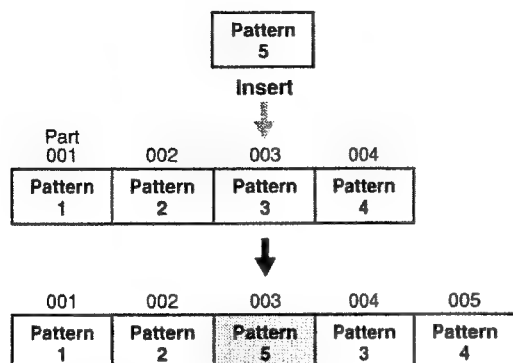 Pattern
5
Insert
Part
001 002 003 004
Pattern Pattern Pattern Pattern
1 2 3 4
001 002 003 004 005
Pattern Pattern Pattern Pattern Pattern
1 2 5 3 4